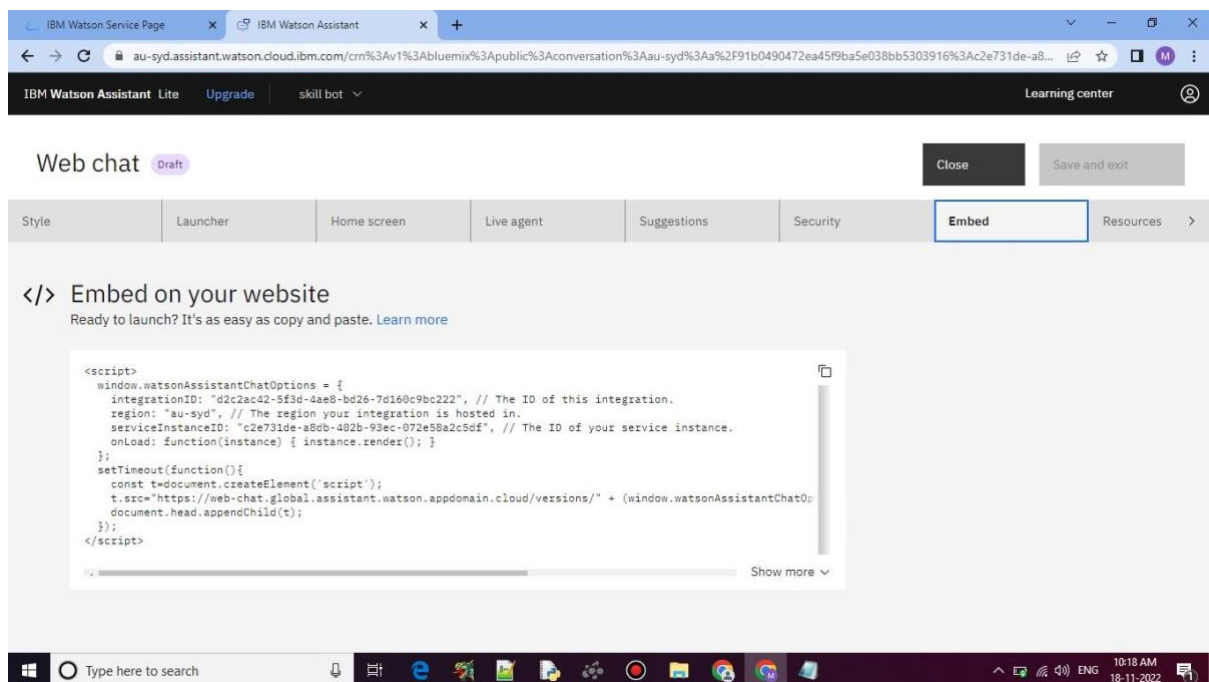 IBM Watson Service Page
IBM Watson Assistant
au-syd.assistant.watson.cloud.ibm.com/crn%3Av1%3Abluemix%3Apublic%3Aconversation%3Aau-syd%3Aa%2F91b0490472ea45f9ba5e038bb5303916%3Ac2e731de-a8...
M
IBM Watson Assistant Lite Upgrade skill bot Learning center
Web chat Draft Close Save and exit
Style Launcher Home screen Live agent Suggestions Security Embed Resources
</> Embed on your website
Ready to launch? It's as easy as copy and paste. Learn more
<script>
window.watsonAssistantChatOptions = {
integrationID: "d2c2ac42-5f3d-4ae8-bd26-7d160c9bc222", // The ID of this integration.
region: "au-syd", // The region your integration is hosted in.
serviceInstanceID: "c2e731de-a8db-402b-93ec-072e58a2c5df", // The ID of your service instance.
onLoad: function(instance) { instance.render(); }
};
setTimeout(function(){
const t=document.createElement('script');
t.src="https://web-chat.global.assistant.watson.appdomain.cloud/versions/" + (window.watsonAssistantChatOp
document.head.appendChild(t);
});
</script>
Show more
Type here to search
ENG
10:18 AM
18-11-2022